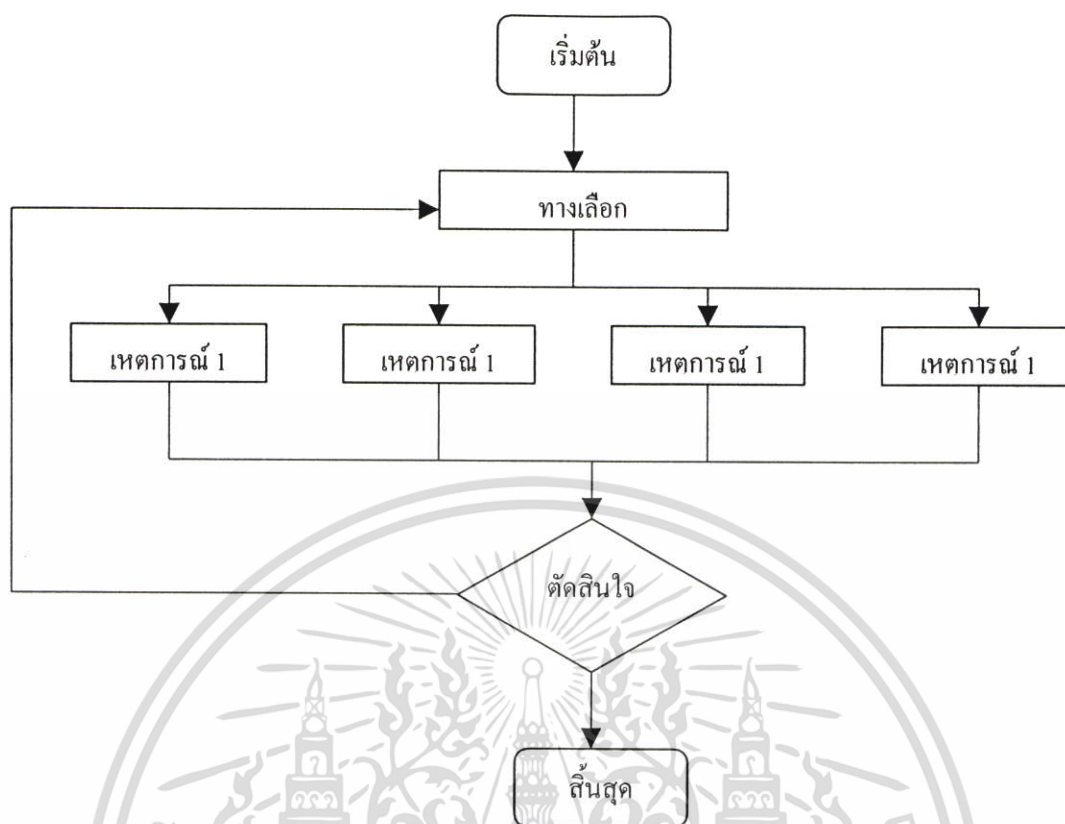 เริ่มต้น
ทางเลือก
เหตการณ์ 1
เหตการณ์ 1
เหตการณ์ 1
เหตการณ์ 1
ตัดสินใจ
สิ้นสุด